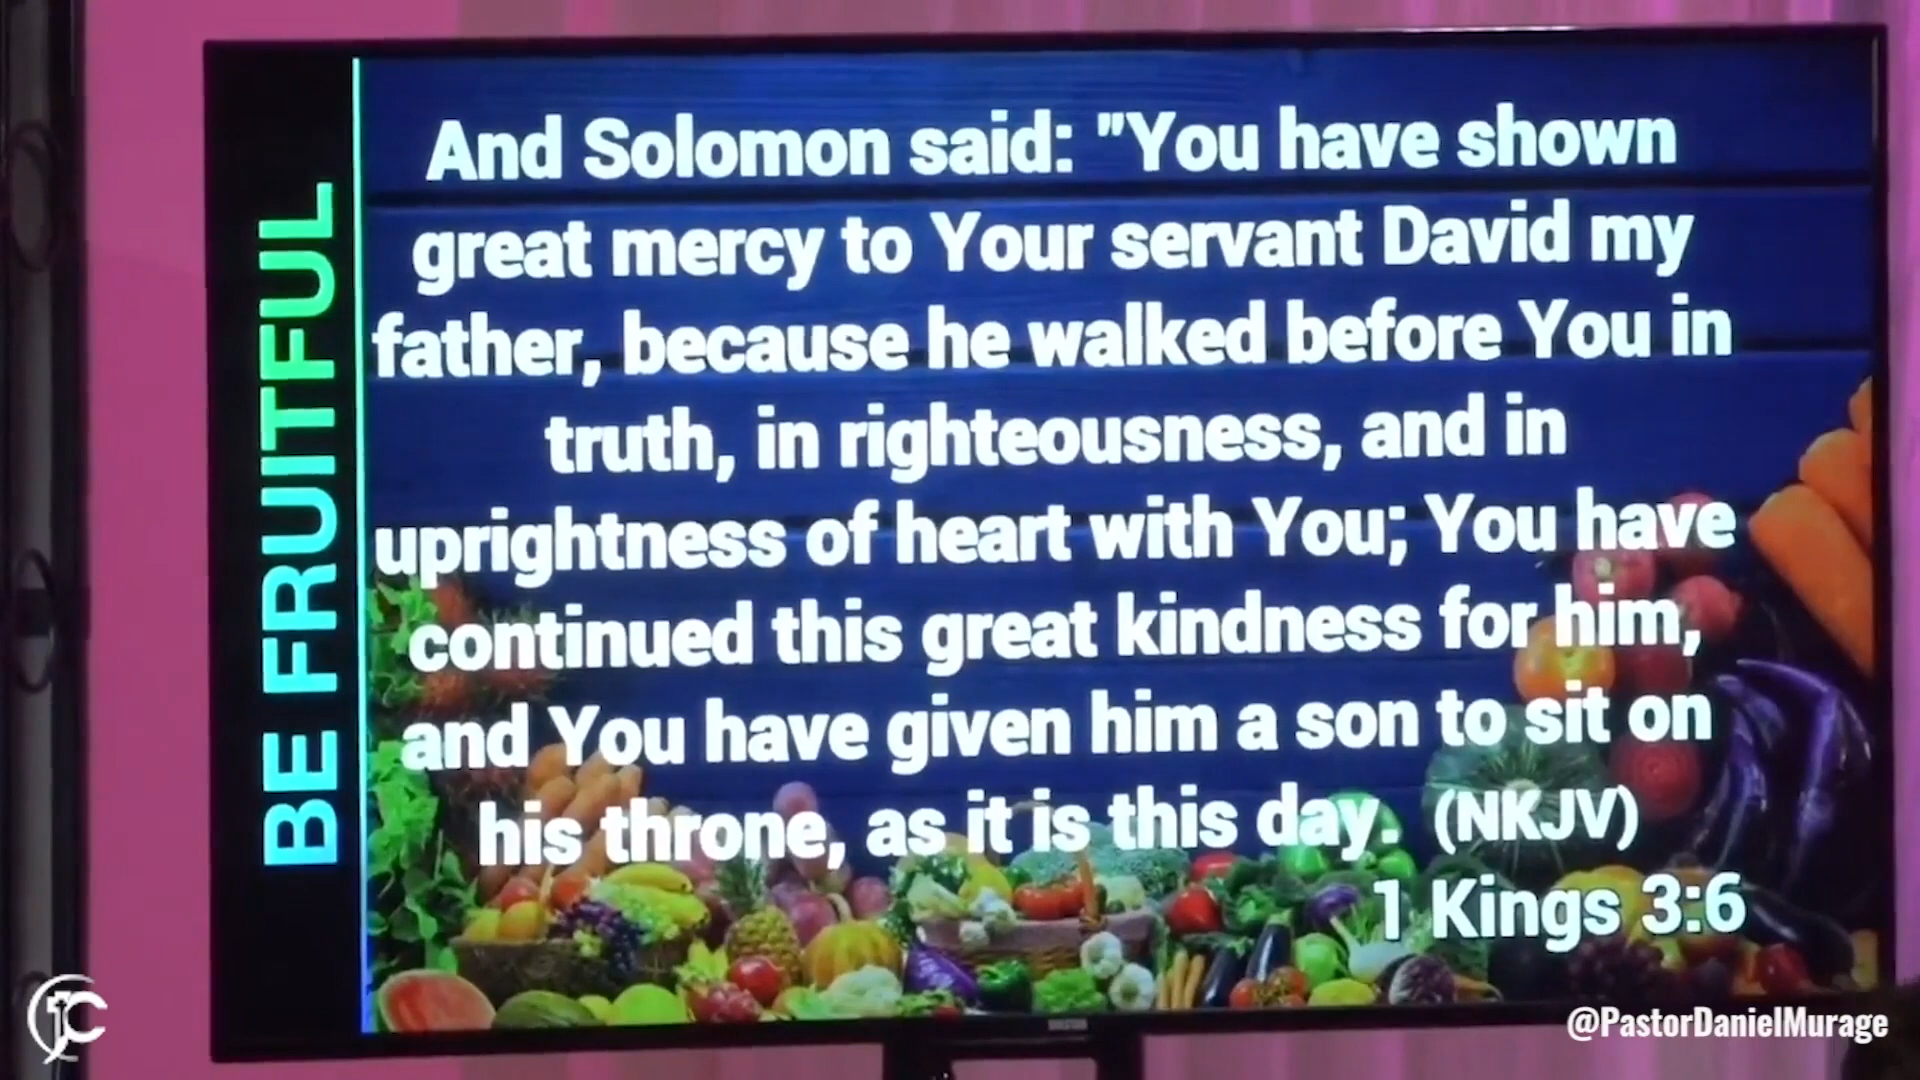 BE FRUITFUL
And Solomon said: "You have shown
great mercy to Your servant David my
father, because he walked before You in
truth, in righteousness, and in
uprightness of heart with You; You have
continued this great kindness for him,
and You have given him a son to sit on
his throne, as it is this day. (NKJV)
1 Kings 3:6
@PastorDanielMurage